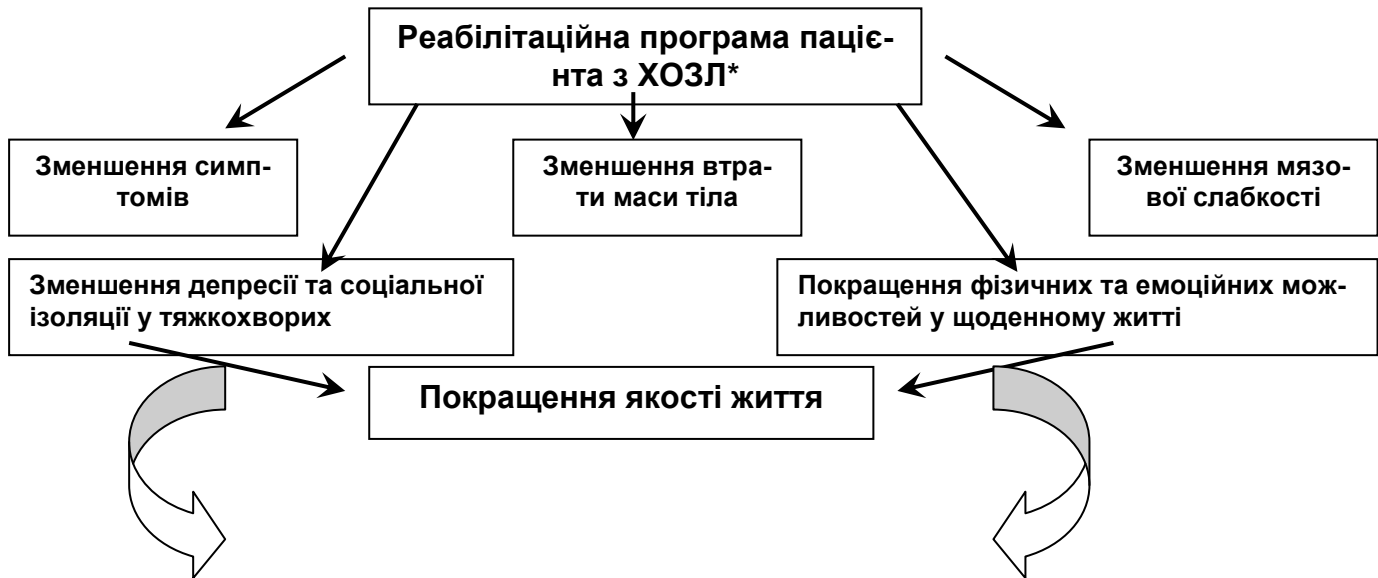 Реабілітаційна програма паціє-
нта з ХОЗЛ*
Зменшення симп-
томів
Зменшення втра-
ти маси тіла
Зменшення мязо-
вої слабкості
Зменшення депресії та соціальної
ізоляції у тяжкохворих
Покращення фізичних та емоційних мож-
ливостей у щоденному житті
Покращення якості життя